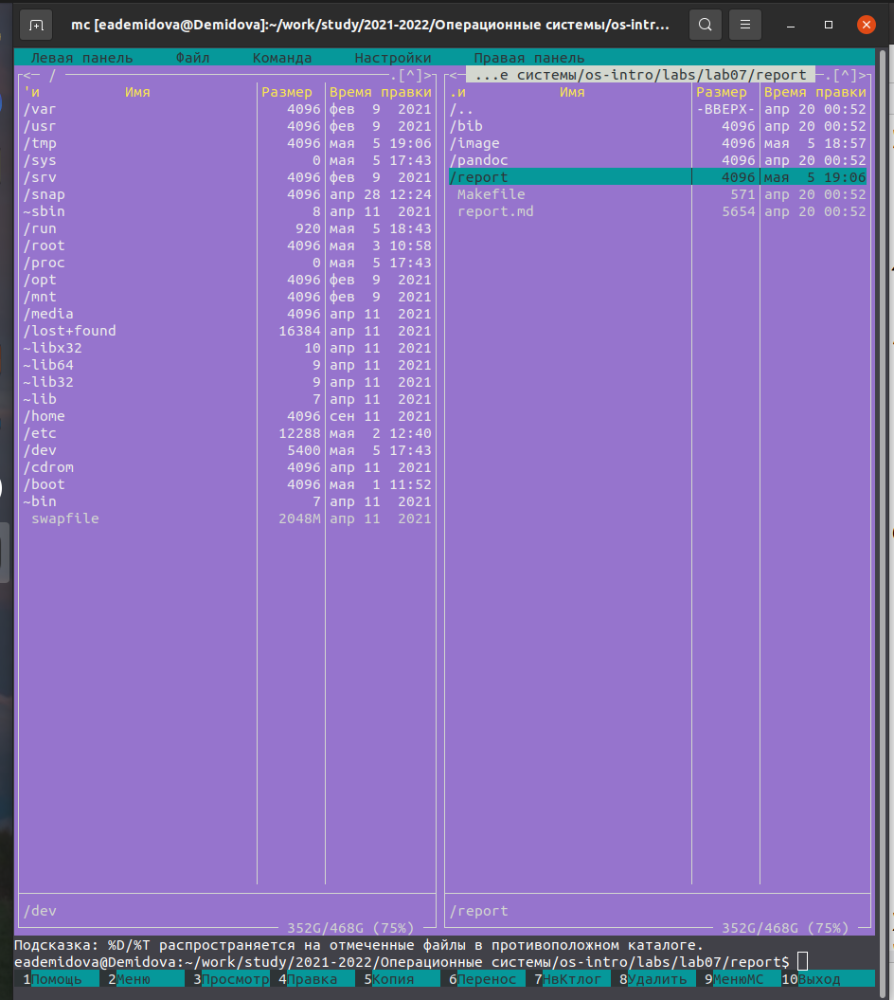 mc [eademidova@Demidova]:~/work/study/2021-2022/Операционные системы/os-intr...
Левая панель Файл Команда Настройки Правая панель
<─ / .[^]>
'и Имя Размер Время правки
/var 4096 фев 9 2021
/usr 4096 фев 9 2021
/tmp 4096 мая 5 19:06
/sys 0 мая 5 17:43
/srv 4096 фев 9 2021
/snap 4096 апр 28 12:24
~sbin 8 апр 11 2021
/run 920 мая 5 18:43
/root 4096 мая 3 10:58
/proc 0 мая 5 17:43
/opt 4096 фев 9 2021
/mnt 4096 фев 9 2021
/media 4096 апр 11 2021
/lost+found 16384 апр 11 2021
~libx32 10 апр 11 2021
~lib64 9 апр 11 2021
~lib32 9 апр 11 2021
~lib 7 апр 11 2021
/home 4096 сен 11 2021
/etc 12288 мая 2 12:40
/dev 5400 мая 5 17:43
/cdrom 4096 апр 11 2021
/boot 4096 мая 1 11:52
~bin 7 апр 11 2021
swapfile 2048M апр 11 2021
/dev
352G/468G (75%)
<─ ...е системы/os-intro/labs/lab07/report .[^]>
.и Имя Размер Время правки
/.. -ВВЕРХ- апр 20 00:52
/bib 4096 апр 20 00:52
/image 4096 мая 5 18:57
/pandoc 4096 апр 20 00:52
/report 4096 мая 5 19:06
Makefile 571 апр 20 00:52
report.md 5654 апр 20 00:52
/report
352G/468G (75%)
Подсказка: %D/%T распространяется на отмеченные файлы в противоположном каталоге.
eademidova@Demidova:~/work/study/2021-2022/Операционные системы/os-intro/labs/lab07/report$
1Помощь 2Меню 3Просмотр 4Правка 5Копия 6Перенос 7НвКтлог 8Удалить 9МенюМС 10Выход